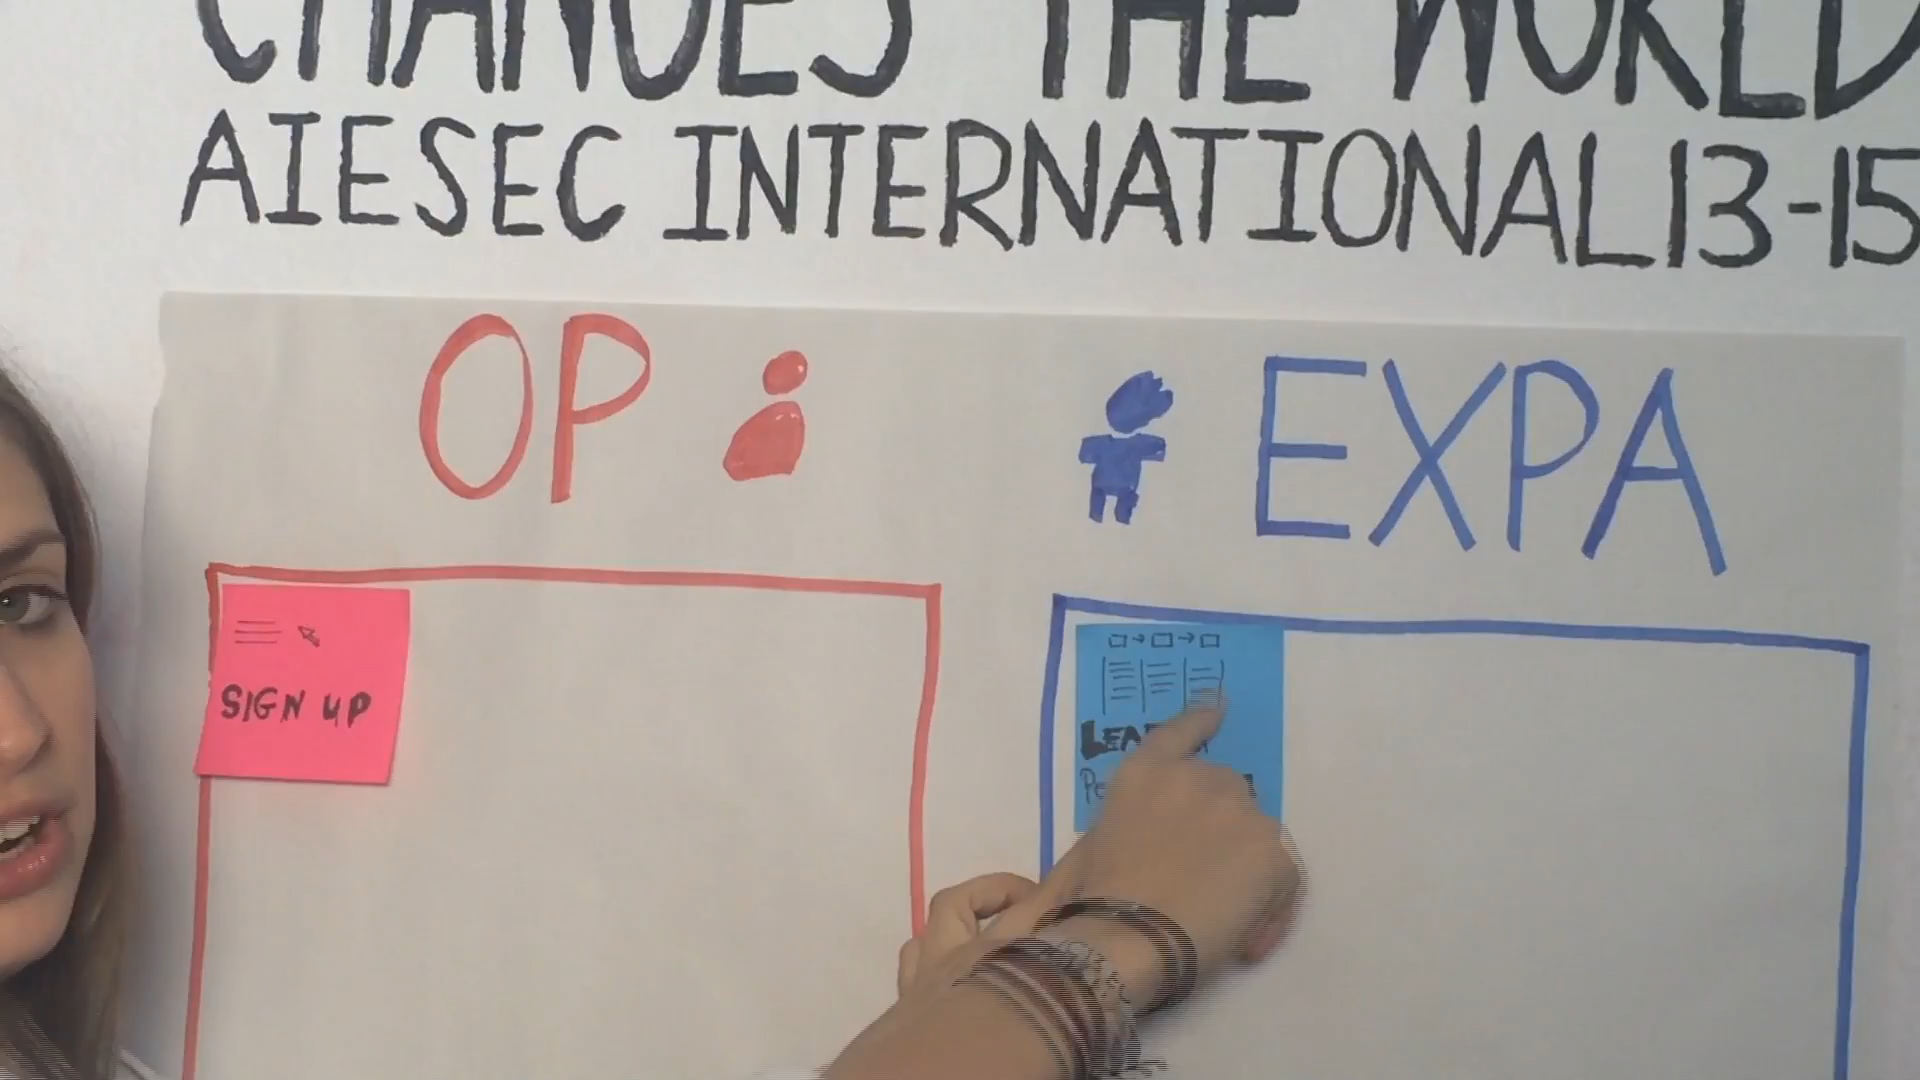 CHANGES THE WORLD
AIESEC INTERNATIONAL 13-15
OP
EXPA
SIGN UP